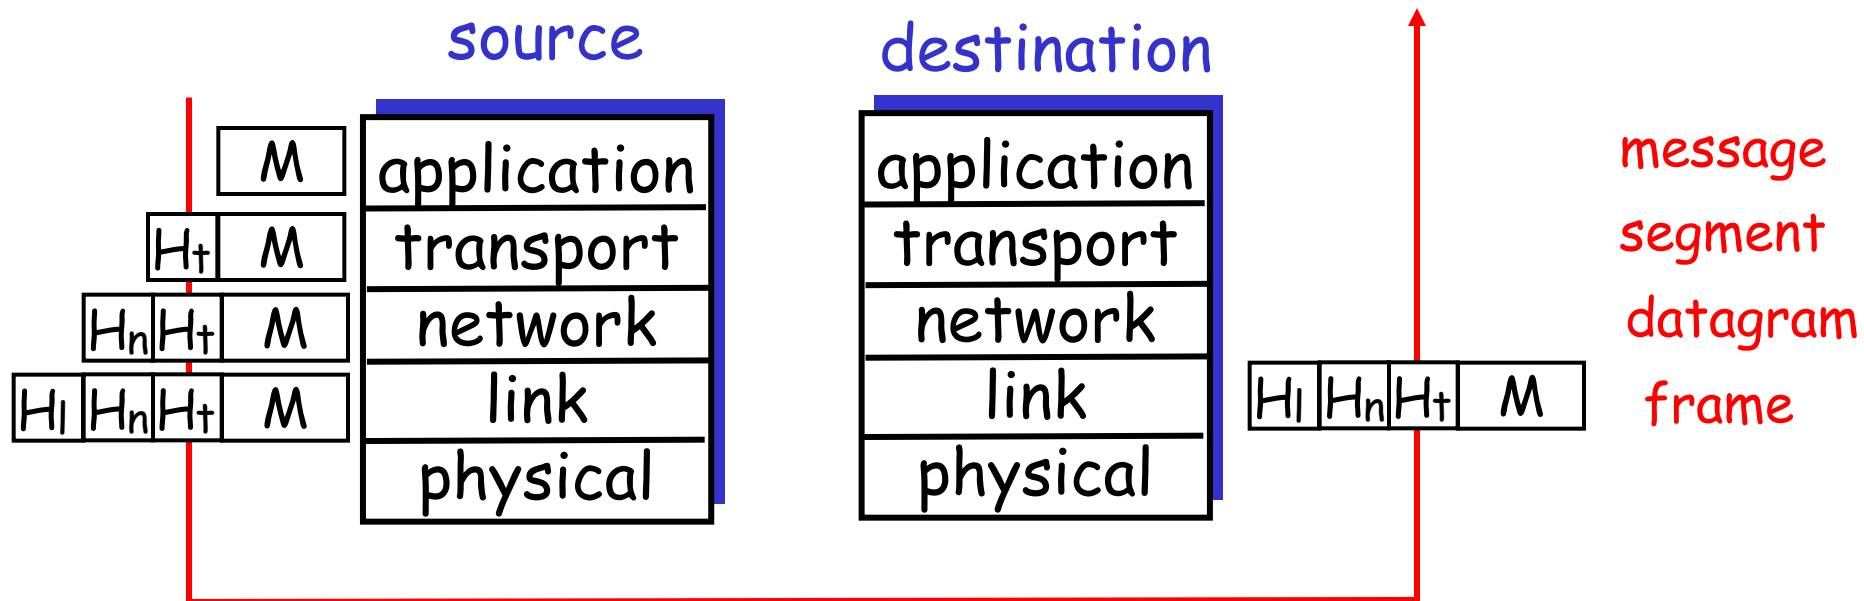 source destination
M application application message
Ht M transport transport segment
Hn Ht M network network datagram
Hl Hn Ht M link link Hl Hn Ht M frame
physical physical